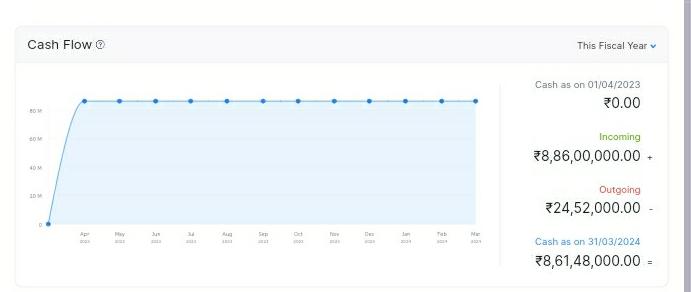 Cash Flow ?
This Fiscal Year
Cash as on 01/04/2023
₹0.00
Incoming
₹8,86,00,000.00 +
Outgoing
₹24,52,000.00 -
Cash as on 31/03/2024
₹8,61,48,000.00 =
80 M
60 M
40 M
20 M
0
Apr May Jun Jul Aug Sep Oct Nov Dec Jan Feb Mar
2023 2023 2023 2023 2023 2023 2023 2023 2023 2024 2024 2024